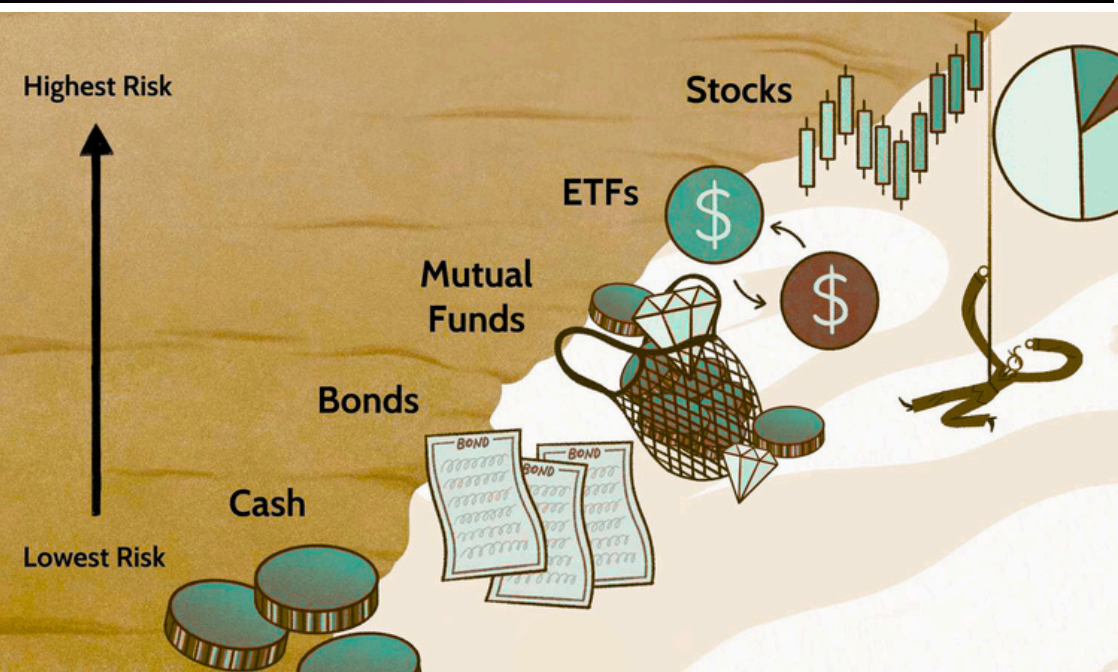 Highest Risk
Stocks
ETFs
$
$
Mutual
Funds
Bonds
BOND
BOND
BOND
Cash
Lowest Risk